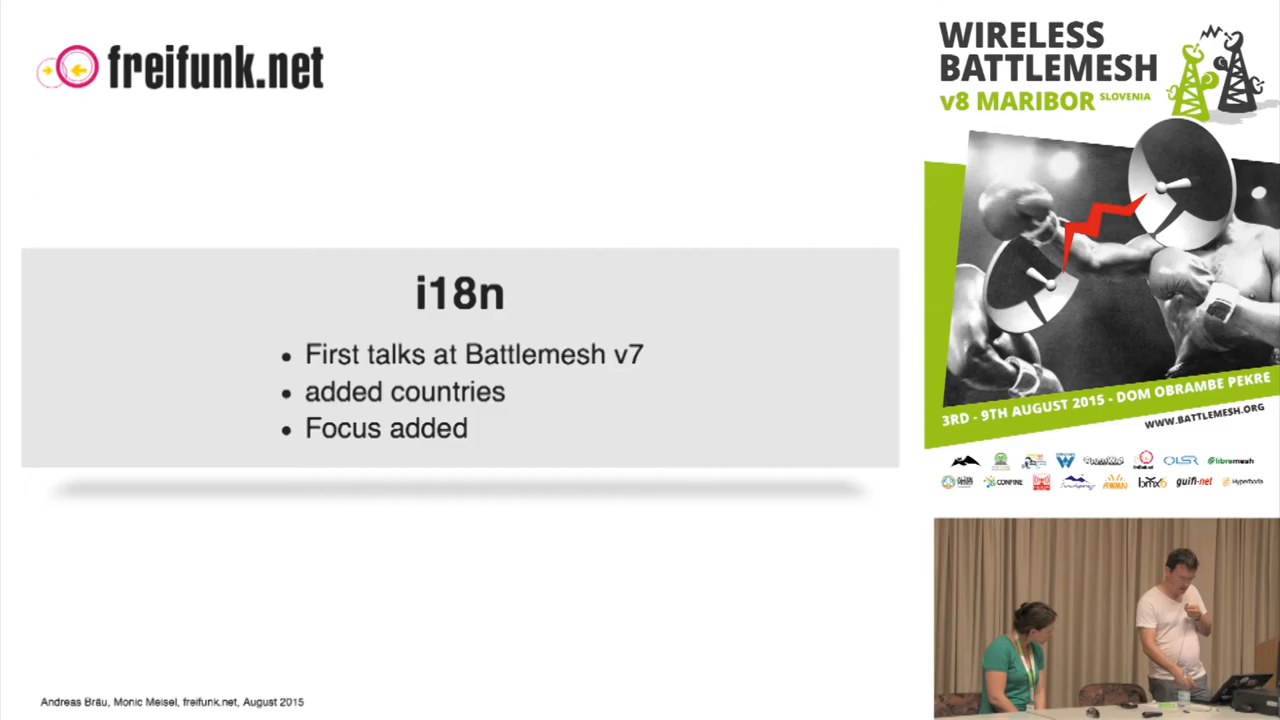 freifunk.net
i18n
• First talks at Battlemesh v7
• added countries
• Focus added
Andreas Bräu, Monic Meisel, freifunk.net, August 2015
WIRELESS
BATTLEMESH
v8 MARIBOR SLOVENIA
3RD - 9TH AUGUST 2015 - DOM OBRAMBE PEKRE
WWW.BATTLEMESH.ORG
OLSR libremesh
CONFINE
bmx6 guifi·net Hyperboria